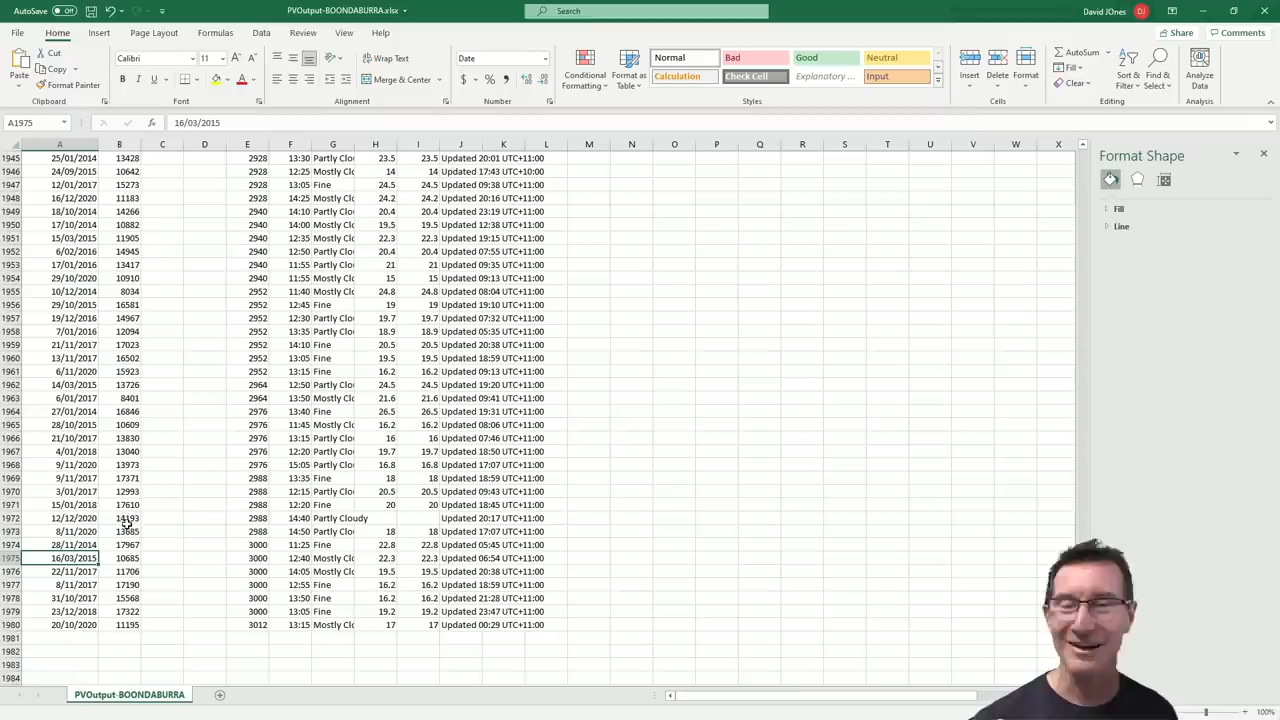 AutoSave Off PVOutput-BOONDABURRA.xlsx Search David JOnes DJ
File Home Insert Page Layout Formulas Data Review View Help Share Comments
Paste Cut Copy Format Painter Clipboard
Calibri 11 B I U A Font
Wrap Text Merge & Center Alignment
Date $ % Number
Conditional Formatting Format as Table
Normal Bad Good Neutral
Calculation Check Cell Explanatory ... Input
Styles
Insert Delete Format Cells
AutoSum Fill Clear Sort & Filter Find & Select Editing
Analyze Data Analysis
A1975 fx 16/03/2015
A B C D E F G H I J K L M N O P Q R S T U V W X
1945 25/01/2014 13428 2928 13:30 Partly Clou 23.5 23.5 Updated 20:01 UTC+11:00
1946 24/09/2015 10642 2928 12:25 Mostly Clo 14 14 Updated 17:43 UTC+10:00
1947 12/01/2017 15273 2928 13:05 Fine 24.5 24.5 Updated 09:38 UTC+11:00
1948 16/12/2020 11183 2928 14:25 Mostly Clo 24.2 24.2 Updated 20:16 UTC+11:00
1949 18/10/2014 14266 2940 14:10 Partly Clou 20.4 20.4 Updated 23:19 UTC+11:00
1950 17/10/2014 10882 2940 14:00 Mostly Clo 19.5 19.5 Updated 12:38 UTC+11:00
1951 15/03/2015 11905 2940 12:35 Mostly Clo 22.3 22.3 Updated 19:15 UTC+11:00
1952 6/02/2016 14945 2940 12:50 Partly Clou 20.4 20.4 Updated 07:55 UTC+11:00
1953 17/01/2016 13417 2940 11:55 Partly Clou 21 21 Updated 09:35 UTC+11:00
1954 29/10/2020 10910 2940 11:55 Mostly Clo 15 15 Updated 09:13 UTC+11:00
1955 10/12/2014 8034 2952 11:40 Mostly Clo 24.8 24.8 Updated 08:04 UTC+11:00
1956 29/10/2015 16581 2952 12:45 Fine 19 19 Updated 19:10 UTC+11:00
1957 19/12/2016 14967 2952 12:30 Partly Clou 19.7 19.7 Updated 07:32 UTC+11:00
1958 7/01/2016 12094 2952 13:35 Partly Clou 18.9 18.9 Updated 05:35 UTC+11:00
1959 21/11/2017 17023 2952 14:10 Fine 20.5 20.5 Updated 18:59 UTC+11:00
1960 13/11/2017 16502 2952 13:05 Fine 19.5 19.5 Updated 18:59 UTC+11:00
1961 6/11/2020 15923 2952 13:15 Fine 16.2 16.2 Updated 09:13 UTC+11:00
1962 14/03/2015 13726 2964 12:50 Partly Clou 24.5 24.5 Updated 19:20 UTC+11:00
1963 6/01/2017 8401 2964 13:50 Mostly Clo 21.6 21.6 Updated 09:41 UTC+11:00
1964 27/01/2014 16846 2976 13:40 Fine 26.5 26.5 Updated 19:31 UTC+11:00
1965 28/10/2015 10609 2976 11:45 Mostly Clo 16.2 16.2 Updated 08:06 UTC+11:00
1966 21/10/2017 13830 2976 13:15 Partly Clou 16 16 Updated 07:46 UTC+11:00
1967 4/01/2018 13040 2976 12:20 Partly Clou 19.7 19.7 Updated 18:50 UTC+11:00
1968 9/11/2020 13973 2976 15:05 Partly Clou 16.8 16.8 Updated 17:07 UTC+11:00
1969 9/11/2017 17371 2988 13:35 Fine 18 18 Updated 18:59 UTC+11:00
1970 3/01/2017 12993 2988 12:15 Partly Clou 20.5 20.5 Updated 09:43 UTC+11:00
1971 15/01/2018 17610 2988 12:20 Fine 20 20 Updated 18:45 UTC+11:00
1972 12/12/2020 14193 2988 14:40 Partly Cloudy Updated 20:17 UTC+11:00
1973 8/11/2020 13685 2988 14:50 Partly Clou 18 18 Updated 17:07 UTC+11:00
1974 28/11/2014 17967 3000 11:25 Fine 22.8 22.8 Updated 05:45 UTC+11:00
1975 16/03/2015 10685 3000 12:40 Mostly Clo 22.3 22.3 Updated 06:54 UTC+11:00
1976 22/11/2017 11706 3000 14:05 Mostly Clo 19.5 19.5 Updated 20:38 UTC+11:00
1977 8/11/2017 17190 3000 12:55 Fine 16.2 16.2 Updated 18:59 UTC+11:00
1978 31/10/2017 15568 3000 13:50 Fine 16.2 16.2 Updated 21:28 UTC+11:00
1979 23/12/2018 17322 3000 13:05 Fine 19.2 19.2 Updated 23:47 UTC+11:00
1980 20/10/2020 11195 3012 13:15 Mostly Clo 17 17 Updated 00:29 UTC+11:00
1981
1982
1983
1984
Format Shape
Fill
Line
PVOutput-BOONDABURRA
100%